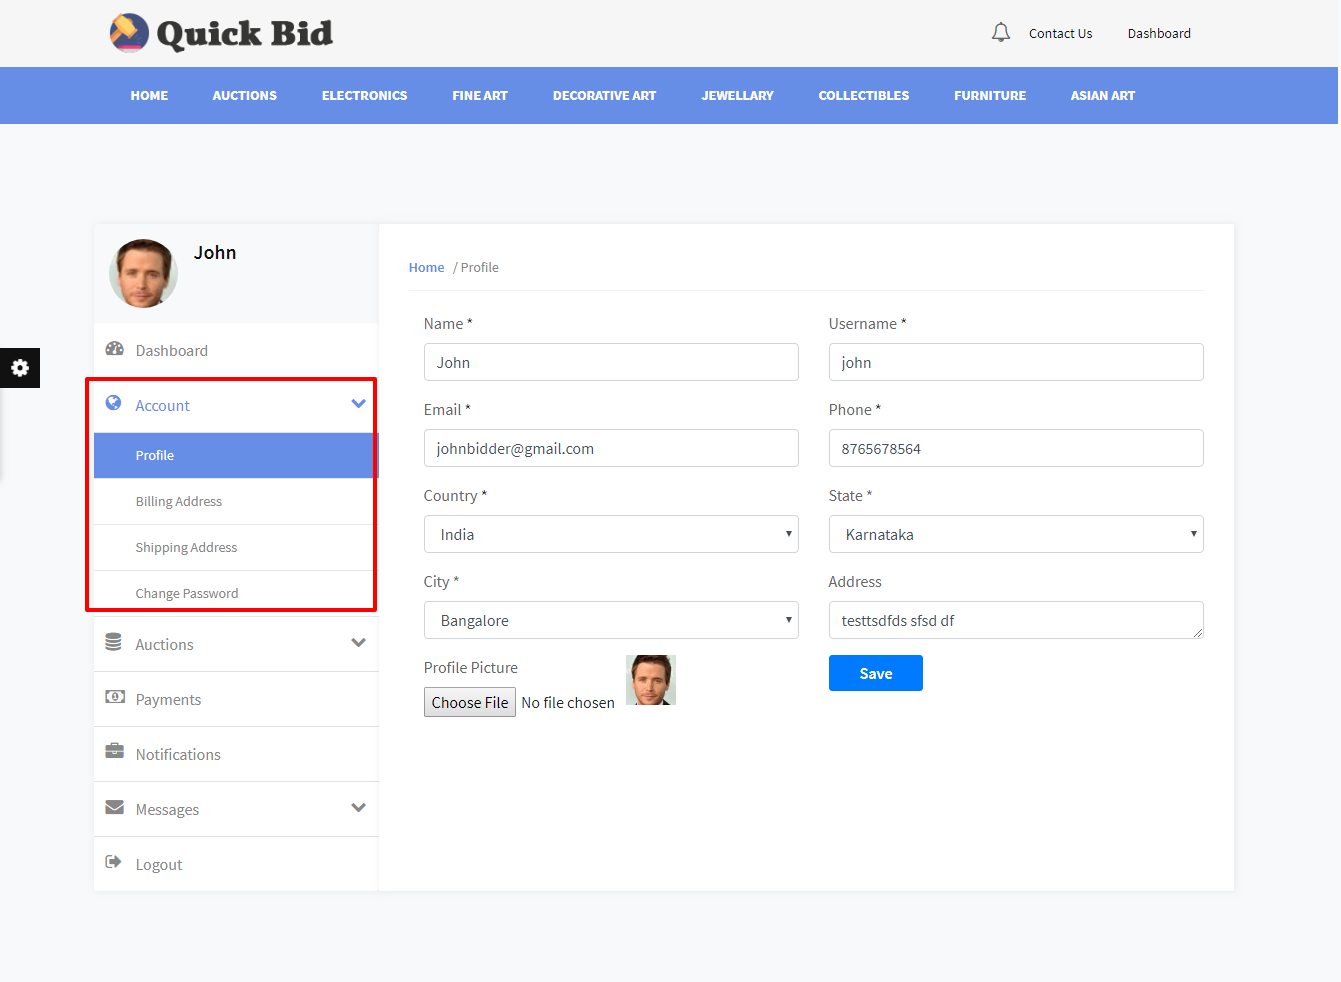 Quick Bid
Contact Us Dashboard
HOME AUCTIONS ELECTRONICS FINE ART DECORATIVE ART JEWELLARY COLLECTIBLES FURNITURE ASIAN ART
John
Dashboard
Account
Profile
Billing Address
Shipping Address
Change Password
Auctions
Payments
Notifications
Messages
Logout
Home / Profile
Name * Username *
John john
Email * Phone *
johnbidder@gmail.com 8765678564
Country * State *
India Karnataka
City * Address
Bangalore testtsdfds sfsd df
Profile Picture
Choose File No file chosen
Save